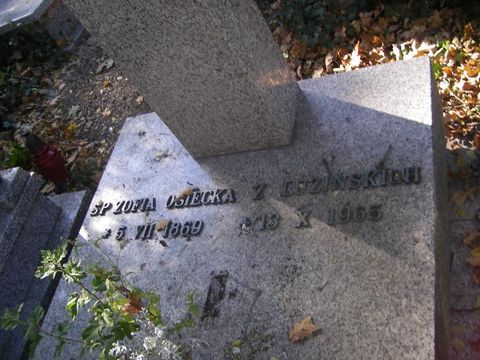 ŚP ZOFIA OSIECKA Z ŁUZIŃSKICH
* 5 VII 1869 + 13 X 1965